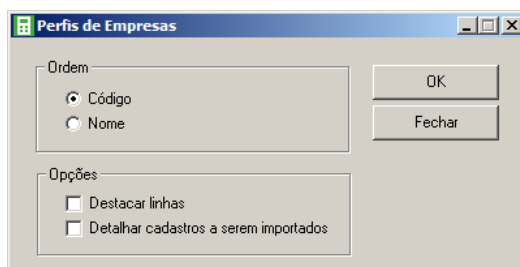 Perfis de Empresas
Ordem
Código
Nome
OK
Fechar
Opções
Destacar linhas
Detalhar cadastros a serem importados